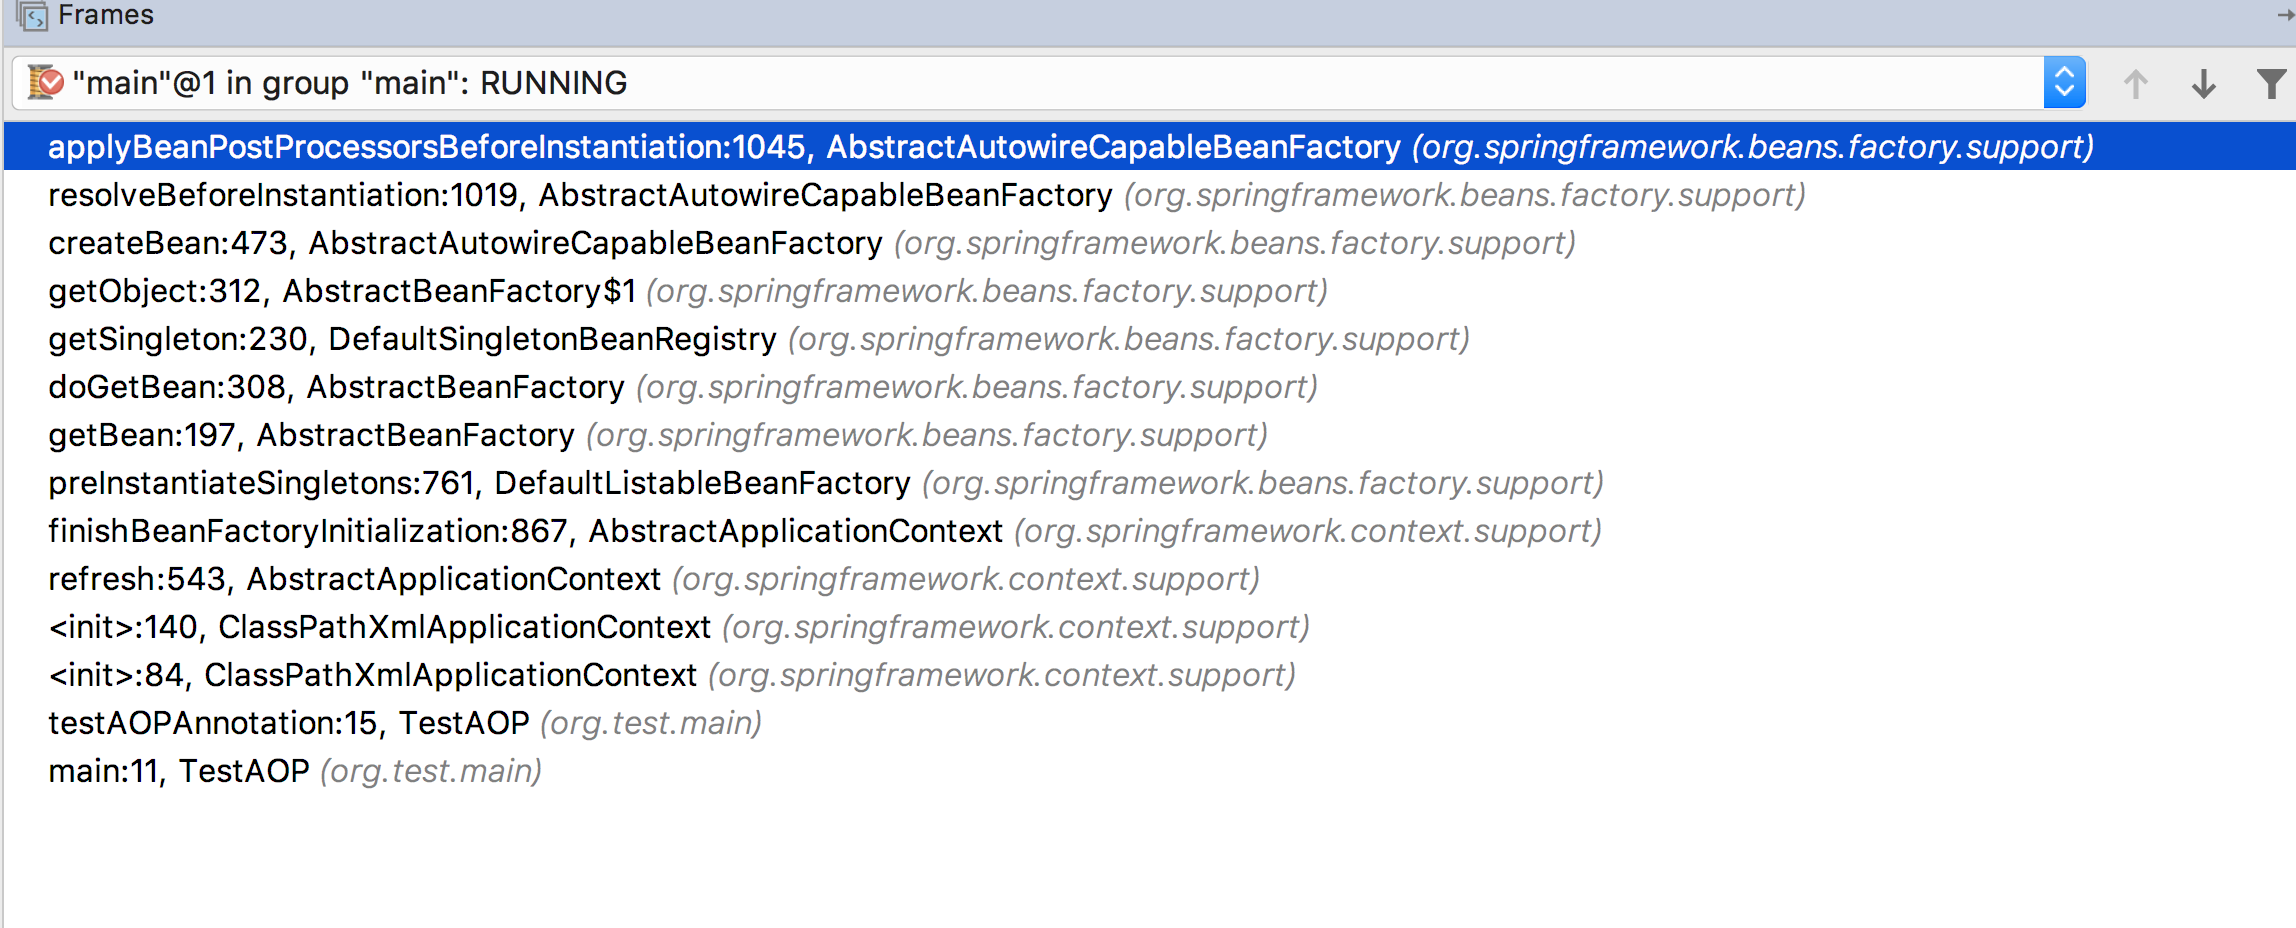 Frames
"main"@1 in group "main": RUNNING
applyBeanPostProcessorsBeforeInstantiation:1045, AbstractAutowireCapableBeanFactory (org.springframework.beans.factory.support)
resolveBeforeInstantiation:1019, AbstractAutowireCapableBeanFactory (org.springframework.beans.factory.support)
createBean:473, AbstractAutowireCapableBeanFactory (org.springframework.beans.factory.support)
getObject:312, AbstractBeanFactory$1 (org.springframework.beans.factory.support)
getSingleton:230, DefaultSingletonBeanRegistry (org.springframework.beans.factory.support)
doGetBean:308, AbstractBeanFactory (org.springframework.beans.factory.support)
getBean:197, AbstractBeanFactory (org.springframework.beans.factory.support)
preInstantiateSingletons:761, DefaultListableBeanFactory (org.springframework.beans.factory.support)
finishBeanFactoryInitialization:867, AbstractApplicationContext (org.springframework.context.support)
refresh:543, AbstractApplicationContext (org.springframework.context.support)
<init>:140, ClassPathXmlApplicationContext (org.springframework.context.support)
<init>:84, ClassPathXmlApplicationContext (org.springframework.context.support)
testAOPAnnotation:15, TestAOP (org.test.main)
main:11, TestAOP (org.test.main)